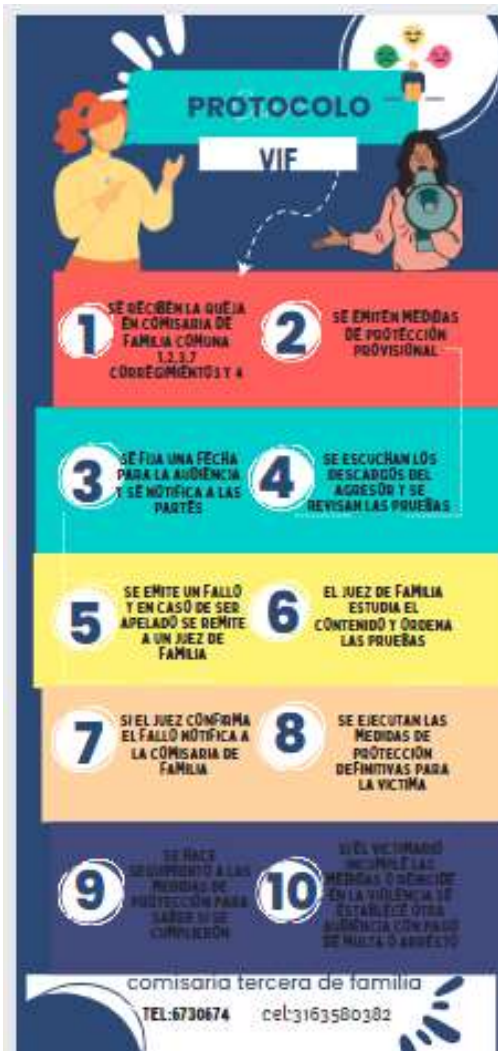 PROTOCOLO
VIF
1
SE RECIBEN LA QUEJA
EN COMISARIA DE
FAMILIA COMUNA
1,2,3,7
CORREGIMIENTOS Y 4
2
SE EMITEN MEDIDAS
DE PROTECCIÓN
PROVISIONAL
3
SE FIJA UNA FECHA
PARA LA AUDIENCIA
Y SE NOTIFICA A LAS
PARTES
4
SE ESCUCHAN LOS
DESCARGOS DEL
AGRESOR Y SE
REVISAN LAS PRUEBAS
5
SE EMITE UN FALLO
Y EN CASO DE SER
APELADO SE REMITE
A UN JUEZ DE
FAMILIA
6
EL JUEZ DE FAMILIA
ESTUDIA EL
CONTENIDO Y ORDENA
LAS PRUEBAS
7
SI EL JUEZ CONFIRMA
EL FALLO NOTIFICA A
LA COMISARIA DE
FAMILIA
8
SE EJECUTAN LAS
MEDIDAS DE
PROTECCIÓN
DEFINITIVAS PARA
LA VICTIMA
9
SE HACE
SEGUIMIENTO A LAS
MEDIDAS DE
PROTECCIÓN PARA
SABER SI SE
CUMPLIERÓN
10
SI EL VICTIMARIO
INCUMPLE LAS
MEDIDAS O REINCIDE
EN LA VIOLENCIA SE
ESTABLECE OTRA
AUDIENCIA CON PAGO
DE MULTA O ARRESTO
comisaria tercera de familia
TEL:6730674 cel:3163580382